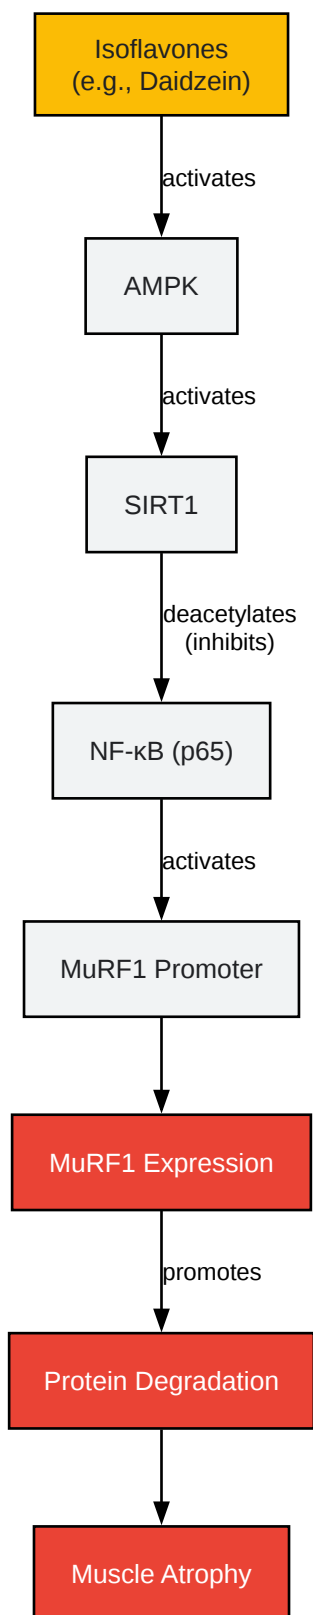 Isoflavones
(e.g., Daidzein)
activates
AMPK
activates
SIRT1
deacetylates
(inhibits)
NF-κB (p65)
activates
MuRF1 Promoter
MuRF1 Expression
promotes
Protein Degradation
Muscle Atrophy